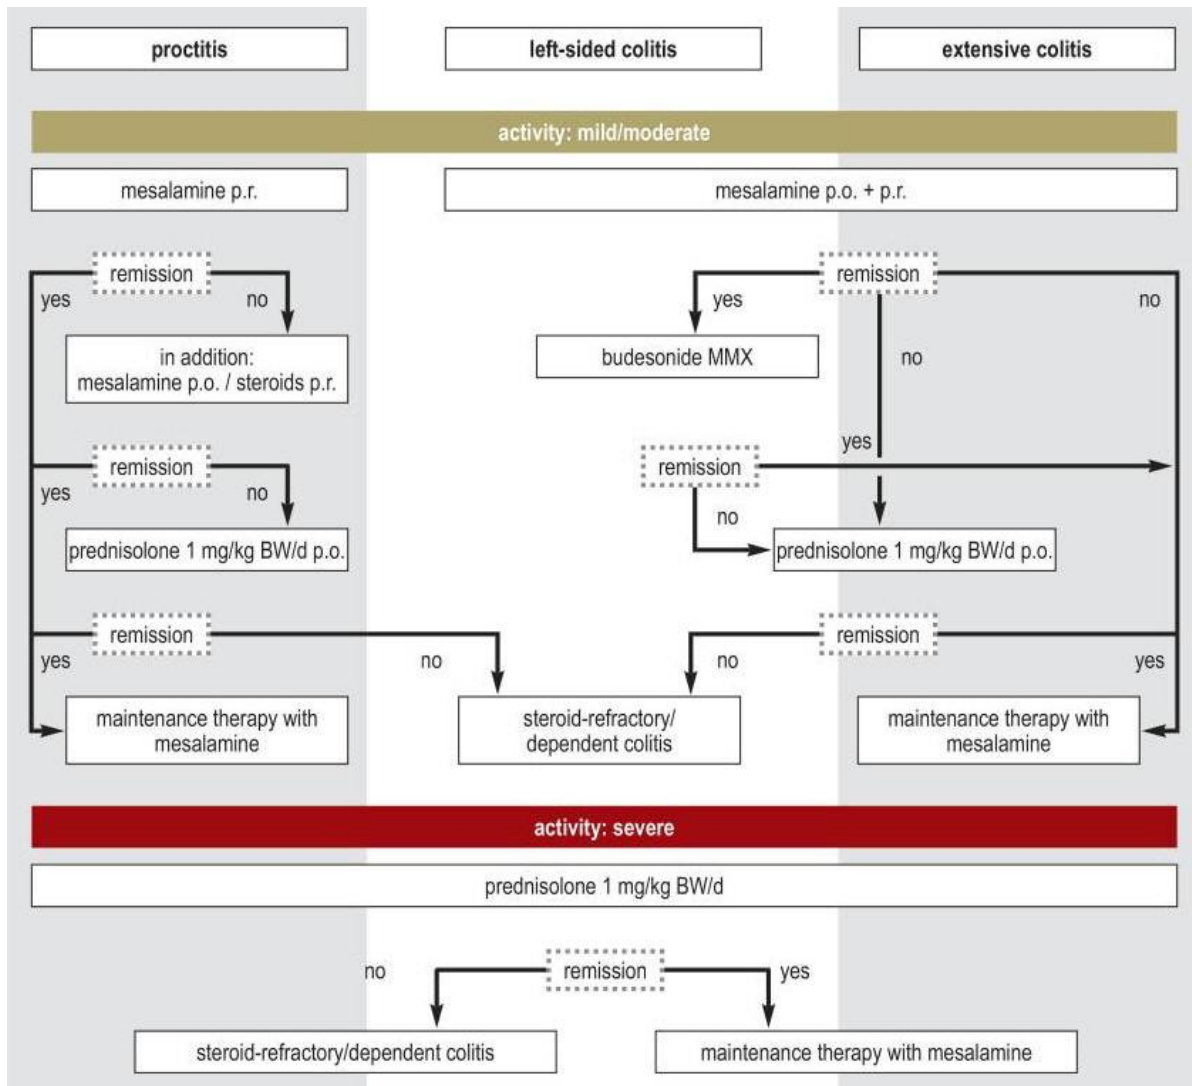 proctitis
left-sided colitis
extensive colitis
activity: mild/moderate
mesalamine p.r.
mesalamine p.o. + p.r.
remission
remission
yes
no
yes
no
no
in addition:
mesalamine p.o. / steroids p.r.
budesonide MMX
yes
remission
remission
yes
no
no
prednisolone 1 mg/kg BW/d p.o.
prednisolone 1 mg/kg BW/d p.o.
remission
remission
yes
no
no
yes
maintenance therapy with
mesalamine
steroid-refractory/
dependent colitis
maintenance therapy with
mesalamine
activity: severe
prednisolone 1 mg/kg BW/d
no
remission
yes
steroid-refractory/dependent colitis
maintenance therapy with mesalamine